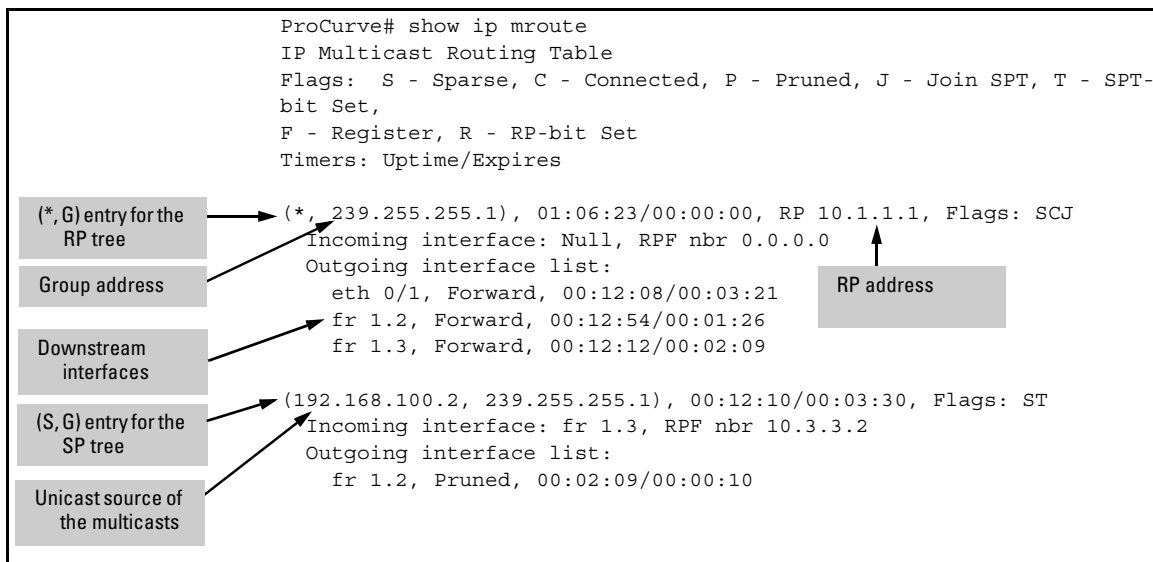 ProCurve# show ip mroute
IP Multicast Routing Table
Flags:  S - Sparse, C - Connected, P - Pruned, J - Join SPT, T - SPT-
bit Set,
F - Register, R - RP-bit Set
Timers: Uptime/Expires
(*, G) entry for the
RP tree
(*, 239.255.255.1), 01:06:23/00:00:00, RP 10.1.1.1, Flags: SCJ
Incoming interface: Null, RPF nbr 0.0.0.0
Group address
Outgoing interface list:
RP address
eth 0/1, Forward, 00:12:08/00:03:21
fr 1.2, Forward, 00:12:54/00:01:26
Downstream
interfaces
fr 1.3, Forward, 00:12:12/00:02:09
(S, G) entry for the
SP tree
(192.168.100.2, 239.255.255.1), 00:12:10/00:03:30, Flags: ST
Incoming interface: fr 1.3, RPF nbr 10.3.3.2
Outgoing interface list:
fr 1.2, Pruned, 00:02:09/00:00:10
Unicast source of
the multicasts